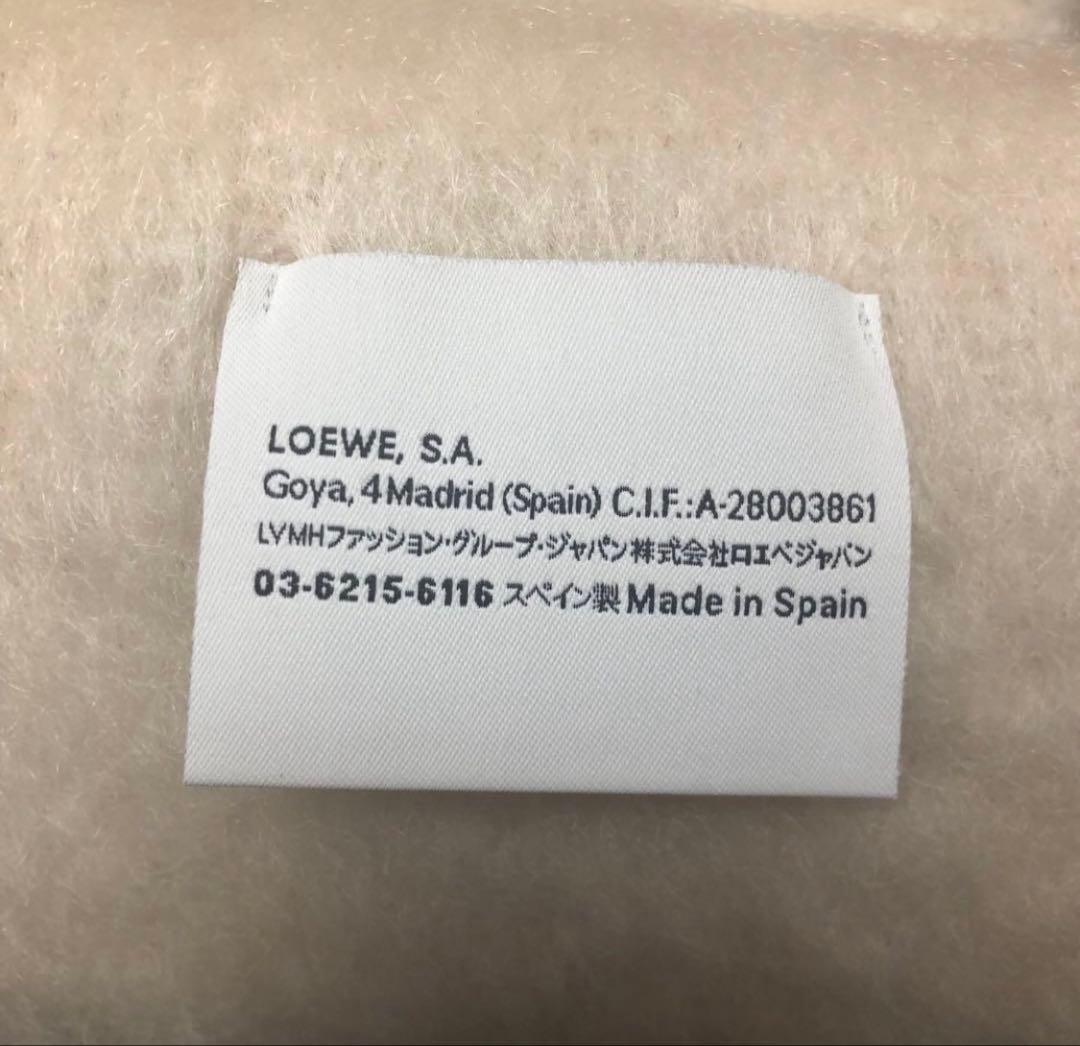 LOEWE, S.A.
Goya, 4 Madrid (Spain) C.I.F.:A-28003861
LVMHファッション・グループ・ジャパン株式会社ロエベジャパン
03-6215-6116 スペイン製 Made in Spain